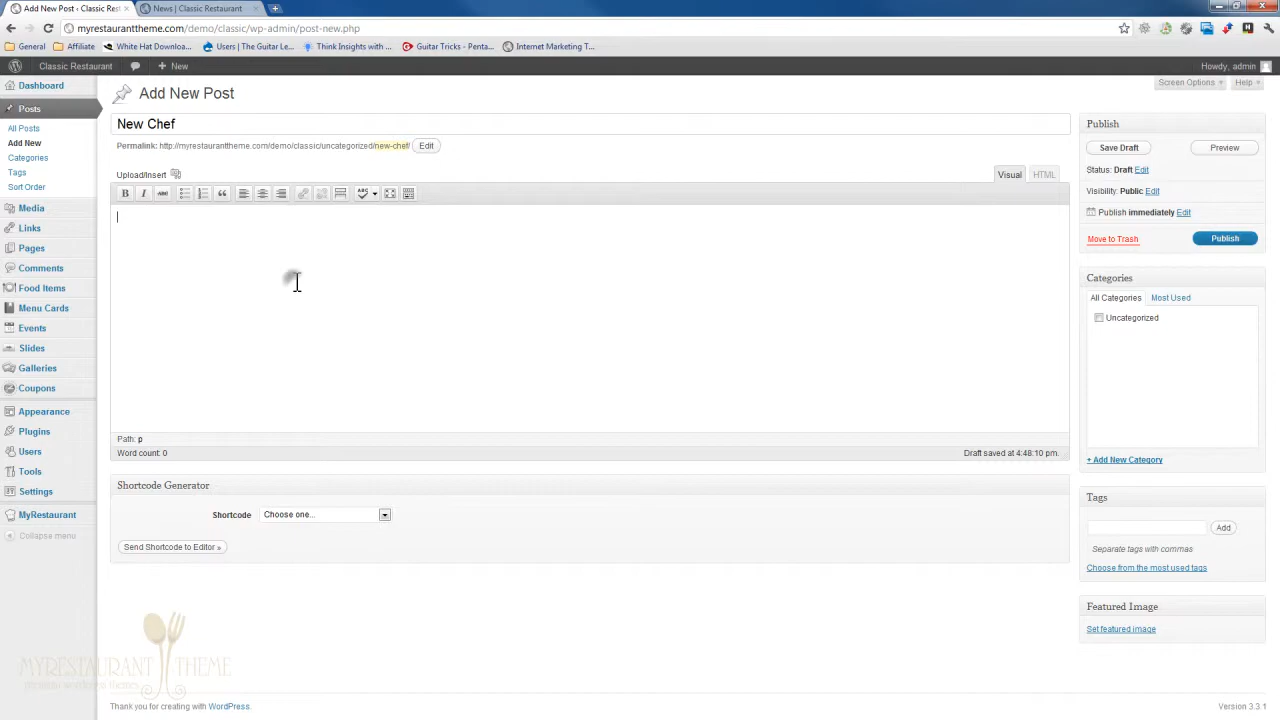 Add New Post ‹ Classic Res
News | Classic Restaurant
myrestauranttheme.com/demo/classic/wp-admin/post-new.php
General
Affiliate
White Hat Downloa...
Users | The Guitar Le...
Think Insights with ...
Guitar Tricks - Penta...
Internet Marketing T...
Classic Restaurant
+ New
Howdy, admin
Screen Options
Help
Dashboard
Posts
All Posts
Add New
Categories
Tags
Sort Order
Media
Links
Pages
Comments
Food Items
Menu Cards
Events
Slides
Galleries
Coupons
Appearance
Plugins
Users
Tools
Settings
MyRestaurant
Collapse menu
Add New Post
New Chef
Permalink: http://myrestauranttheme.com/demo/classic/uncategorized/new-chef/ Edit
Upload/Insert
Visual
HTML
B I ABC
ABC
Path: p
Word count: 0
Draft saved at 4:48:10 pm.
Shortcode Generator
Shortcode
Choose one...
Send Shortcode to Editor »
Publish
Save Draft
Preview
Status: Draft Edit
Visibility: Public Edit
Publish immediately Edit
Move to Trash
Publish
Categories
All Categories
Most Used
Uncategorized
+ Add New Category
Tags
Add
Separate tags with commas
Choose from the most used tags
Featured Image
Set featured image
MYRESTAURANT THEME
premium wordpress themes
Thank you for creating with WordPress.
Version 3.3.1